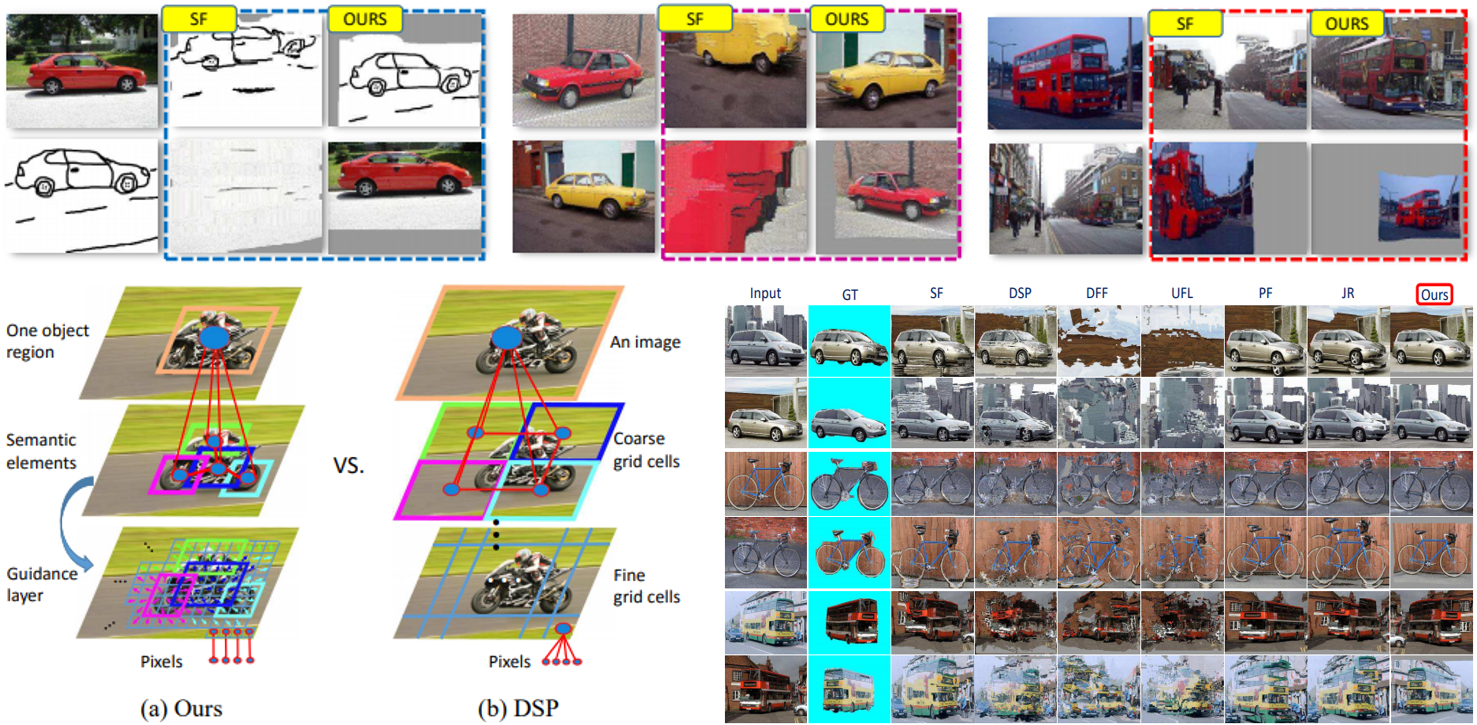 SF
OURS
SF
OURS
SF
OURS
One object
region
Semantic
elements
Guidance
layer
Pixels
(a) Ours
VS.
An image
Coarse
grid cells
Fine
grid cells
Pixels
(b) DSP
Input GT SF DSP DFF UFL PF JR Ours